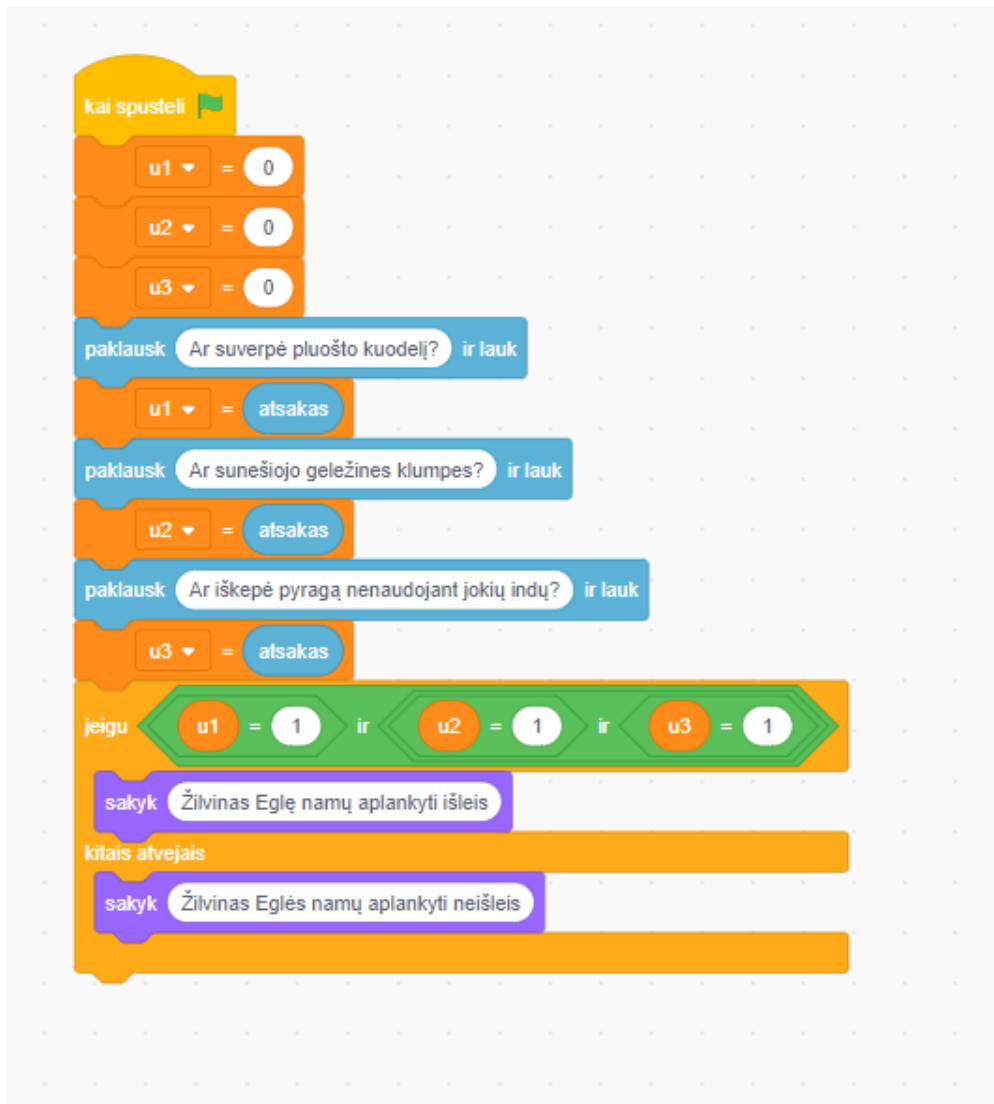 kai spusteli
u1 = 0
u2 = 0
u3 = 0
paklausk Ar suverpė pluošto kuodelį? ir lauk
u1 = atsakas
paklausk Ar sunešiojo geležines klumpes? ir lauk
u2 = atsakas
paklausk Ar iškepė pyragą nenaudojant jokių indų? ir lauk
u3 = atsakas
jeigu u1 = 1 ir u2 = 1 ir u3 = 1
sakyk Žilvinas Eglę namų aplankyti išleis
kitais atvejais
sakyk Žilvinas Eglės namų aplankyti neišleis